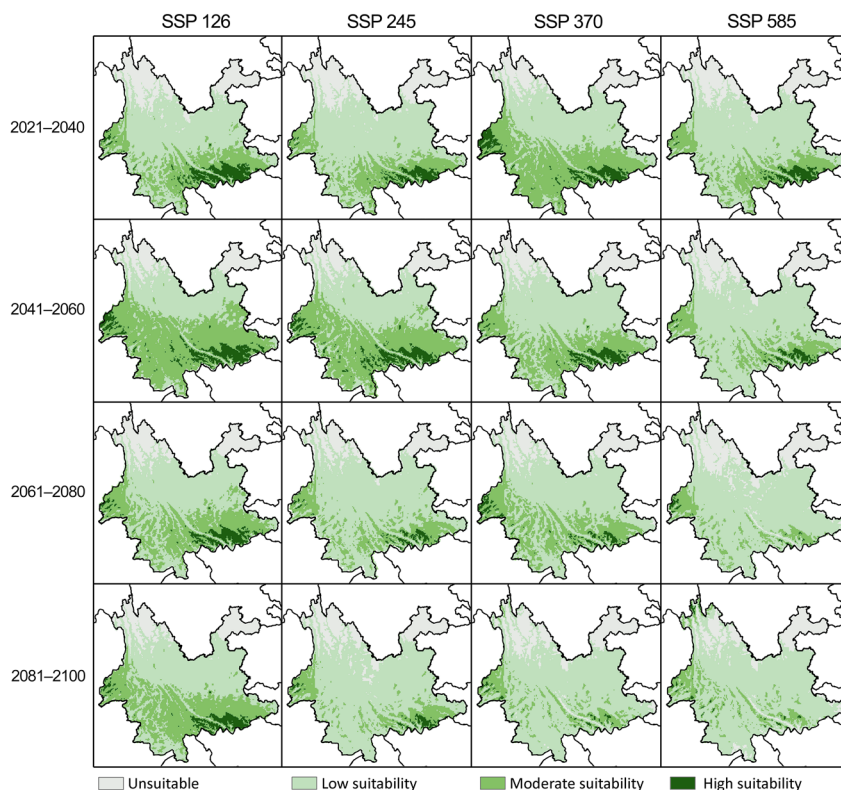 SSP 126 SSP 245 SSP 370 SSP 585
2021–2040
2041–2060
2061–2080
2081–2100
Unsuitable Low suitability Moderate suitability High suitability